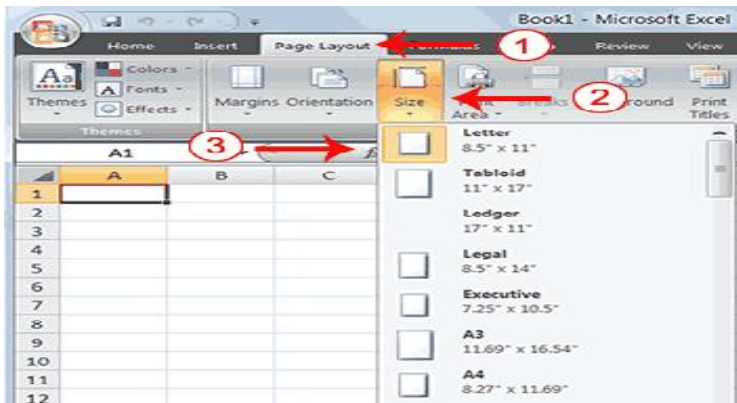 Book1 - Microsoft Excel
Home Insert Page Layout 1 Review View
Themes Colors Fonts Effects Margins Orientation Size Area Breaks 2 Print Titles
Themes
A1 3
A B C
1
2
3
4
5
6
7
8
9
10
11
12
Letter
8.5" x 11"
Tabloid
11" x 17"
Ledger
17" x 11"
Legal
8.5" x 14"
Executive
7.25" x 10.5"
A3
11.69" x 16.54"
A4
8.27" x 11.69"